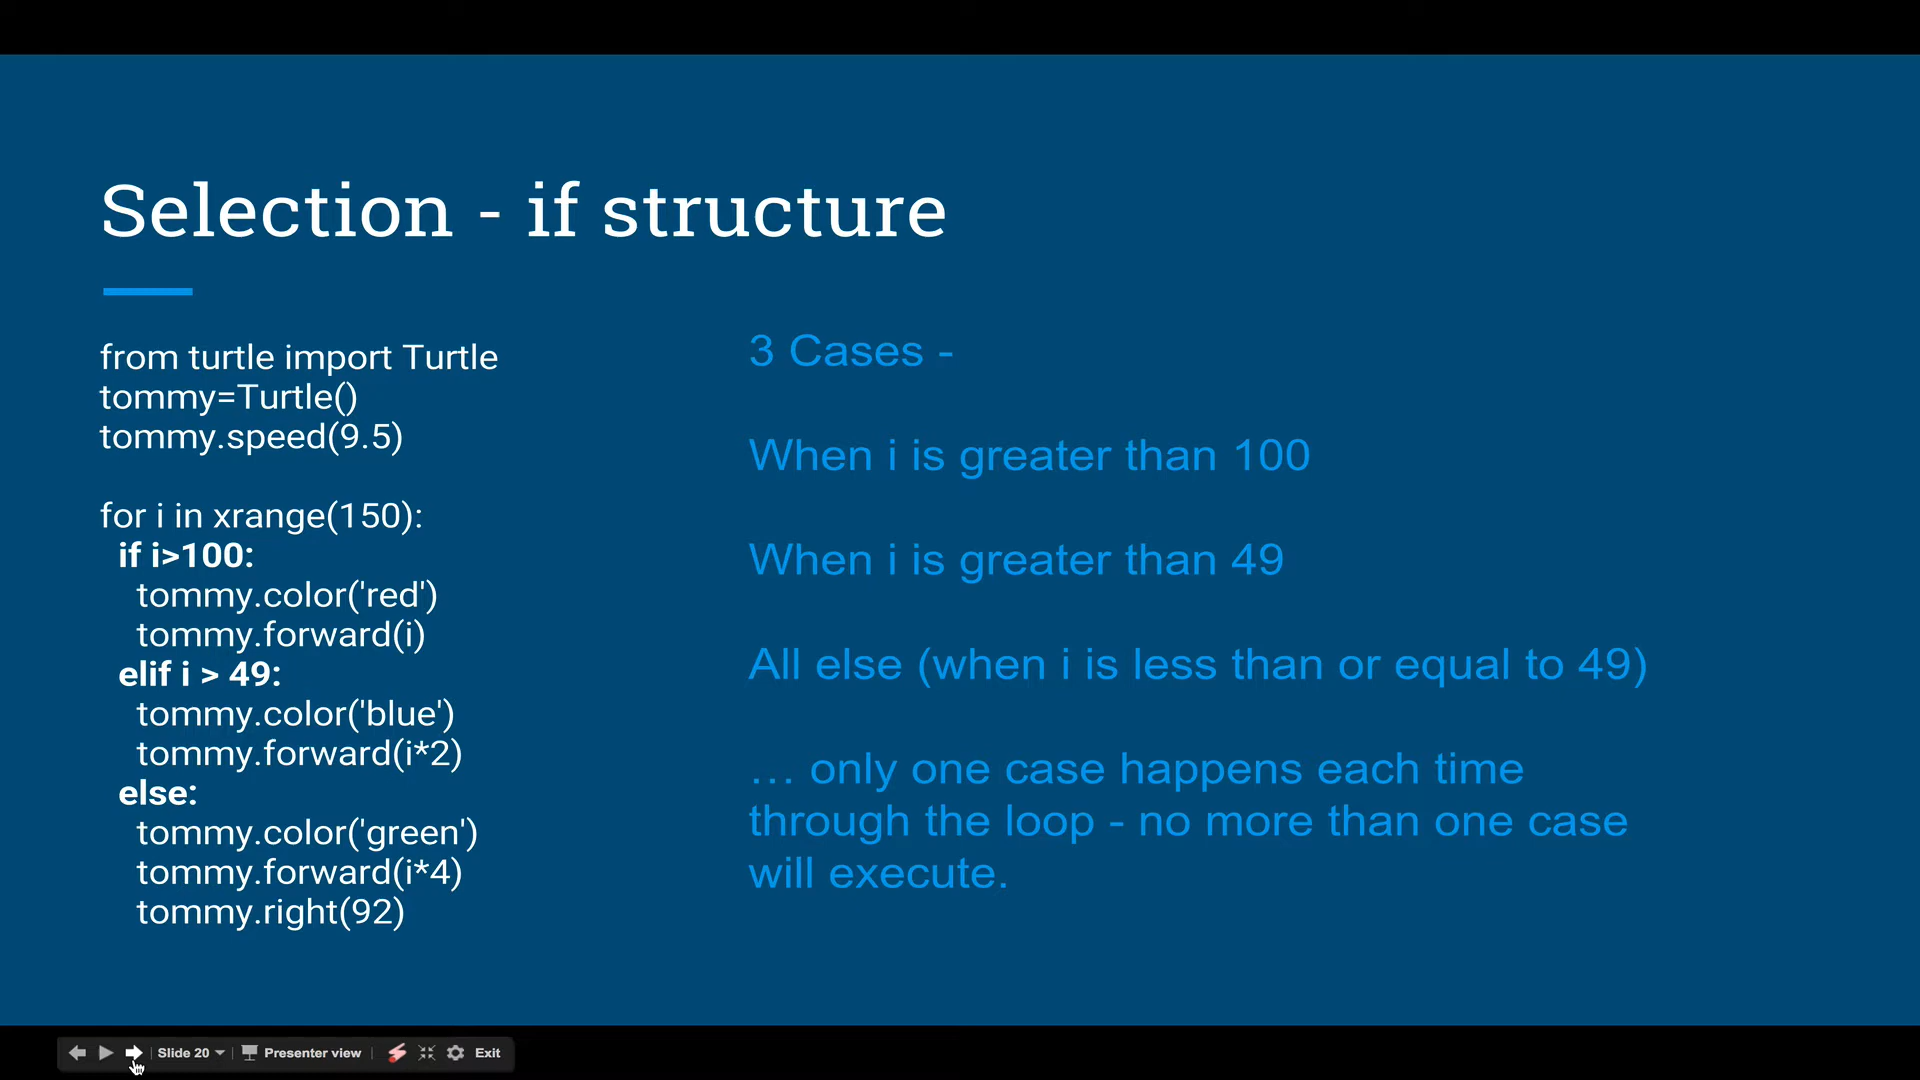 Selection - if structure
from turtle import Turtle
tommy=Turtle()
tommy.speed(9.5)
for i in xrange(150):
if i>100:
tommy.color('red')
tommy.forward(i)
elif i > 49:
tommy.color('blue')
tommy.forward(i*2)
else:
tommy.color('green')
tommy.forward(i*4)
tommy.right(92)
3 Cases -
When i is greater than 100
When i is greater than 49
All else (when i is less than or equal to 49)
… only one case happens each time
through the loop - no more than one case
will execute.
Slide 20 Presenter view Exit